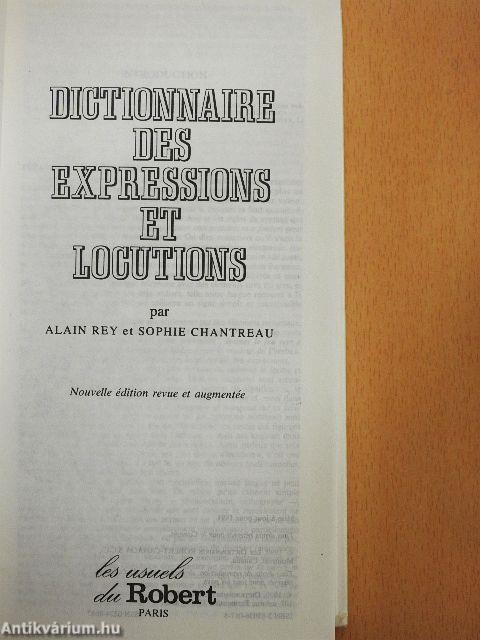 DICTIONNAIRE
DES
EXPRESSIONS
ET
LOCUTIONS
par
ALAIN REY et SOPHIE CHANTREAU
Nouvelle édition revue et augmentée
les usuels
du Robert
PARIS
Antikvárium.hu